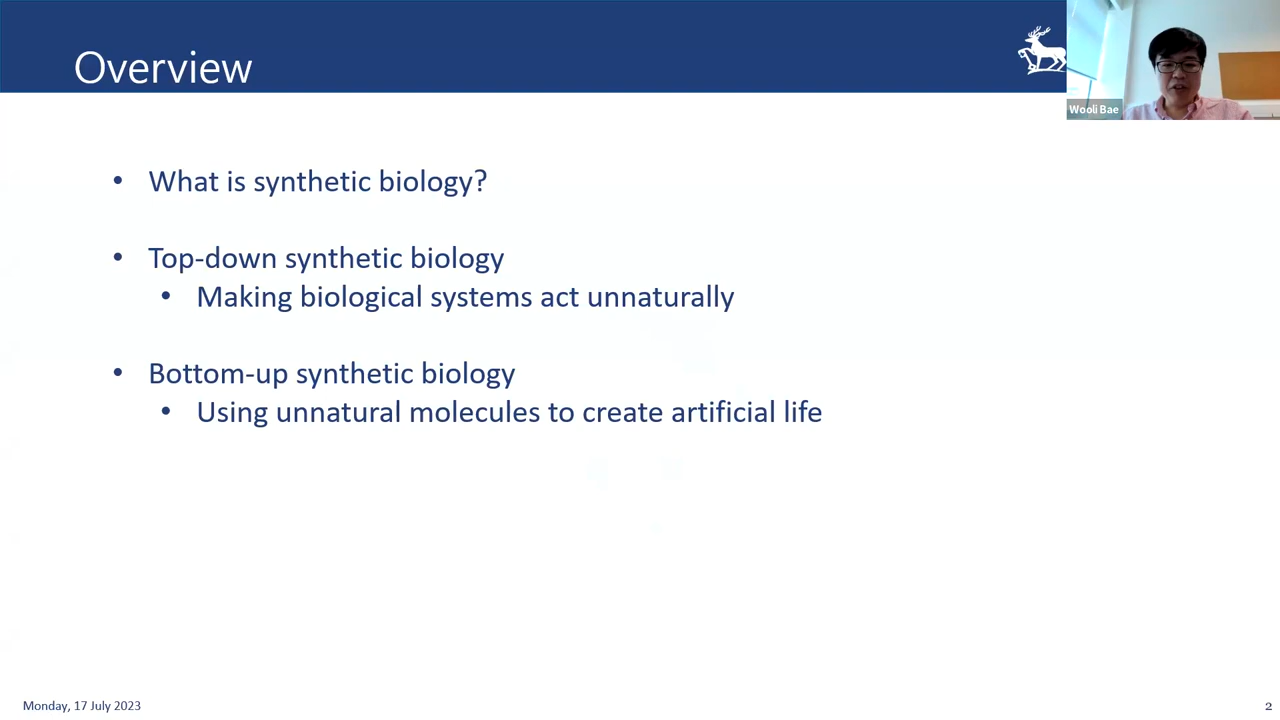 Overview
Wooli Bae
• What is synthetic biology?
• Top-down synthetic biology
• Making biological systems act unnaturally
• Bottom-up synthetic biology
• Using unnatural molecules to create artificial life
Monday, 17 July 2023
2